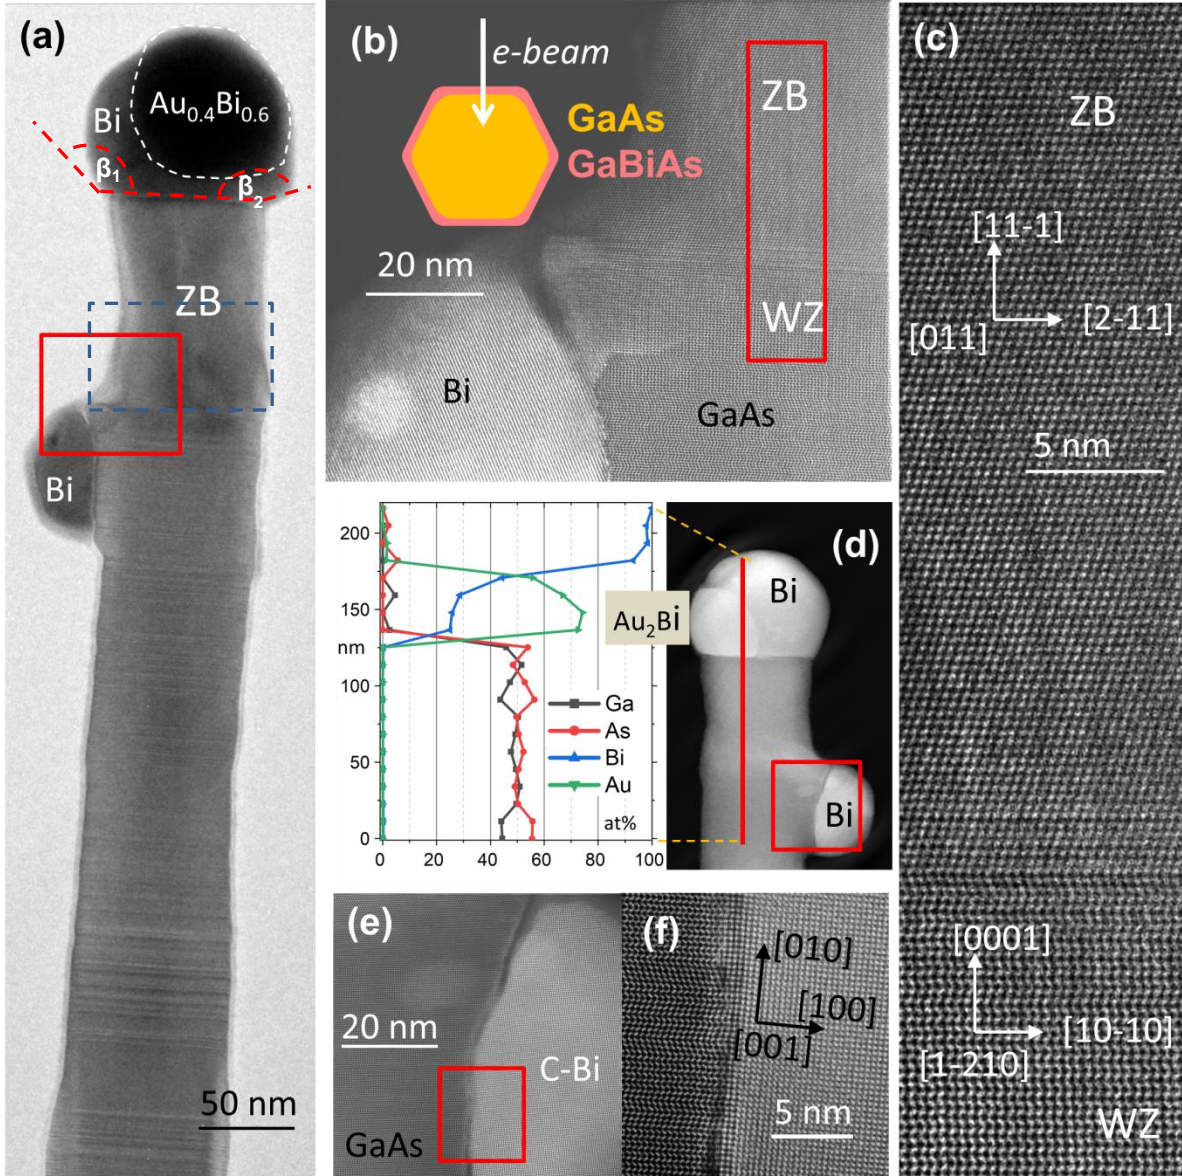 (a)
Au0.4Bi0.6
Bi
β1
β2
ZB
Bi
50 nm
(b)
e-beam
GaAs
GaBiAs
20 nm
ZB
WZ
Bi
GaAs
(c)
ZB
[11-1]
[011]
[2-11]
5 nm
[0001]
[10-10]
[1-210]
WZ
(d)
200
150
nm
100
50
0
0 20 40 60 80 100
Ga
As
Bi
Au
at%
Au2Bi
Bi
Bi
(e)
20 nm
C-Bi
GaAs
(f)
[010]
[100]
[001]
5 nm